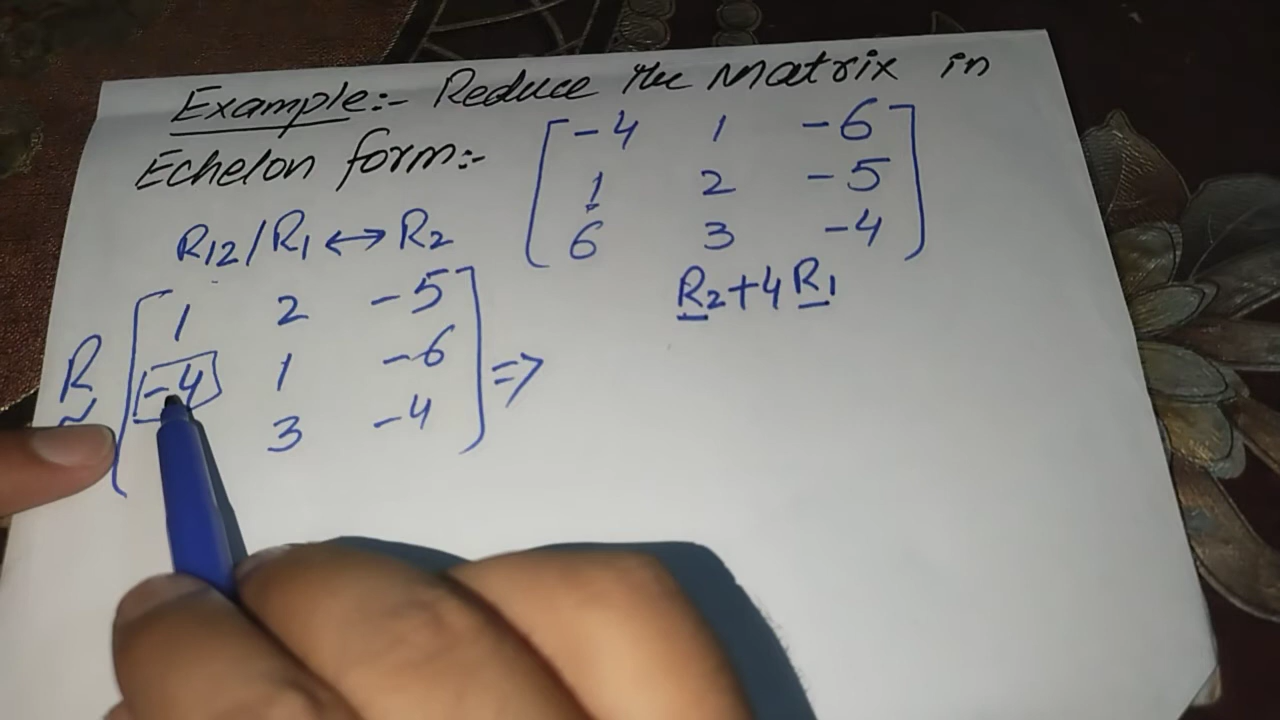 Example:- Reduce the Matrix in
Echelon form:-
[-4 1 -6
1 2 -5
6 3 -4]
R12/R1↔R2
R2+4R1
R ~ [1 2 -5
-4 1 -6
3 -4] =>